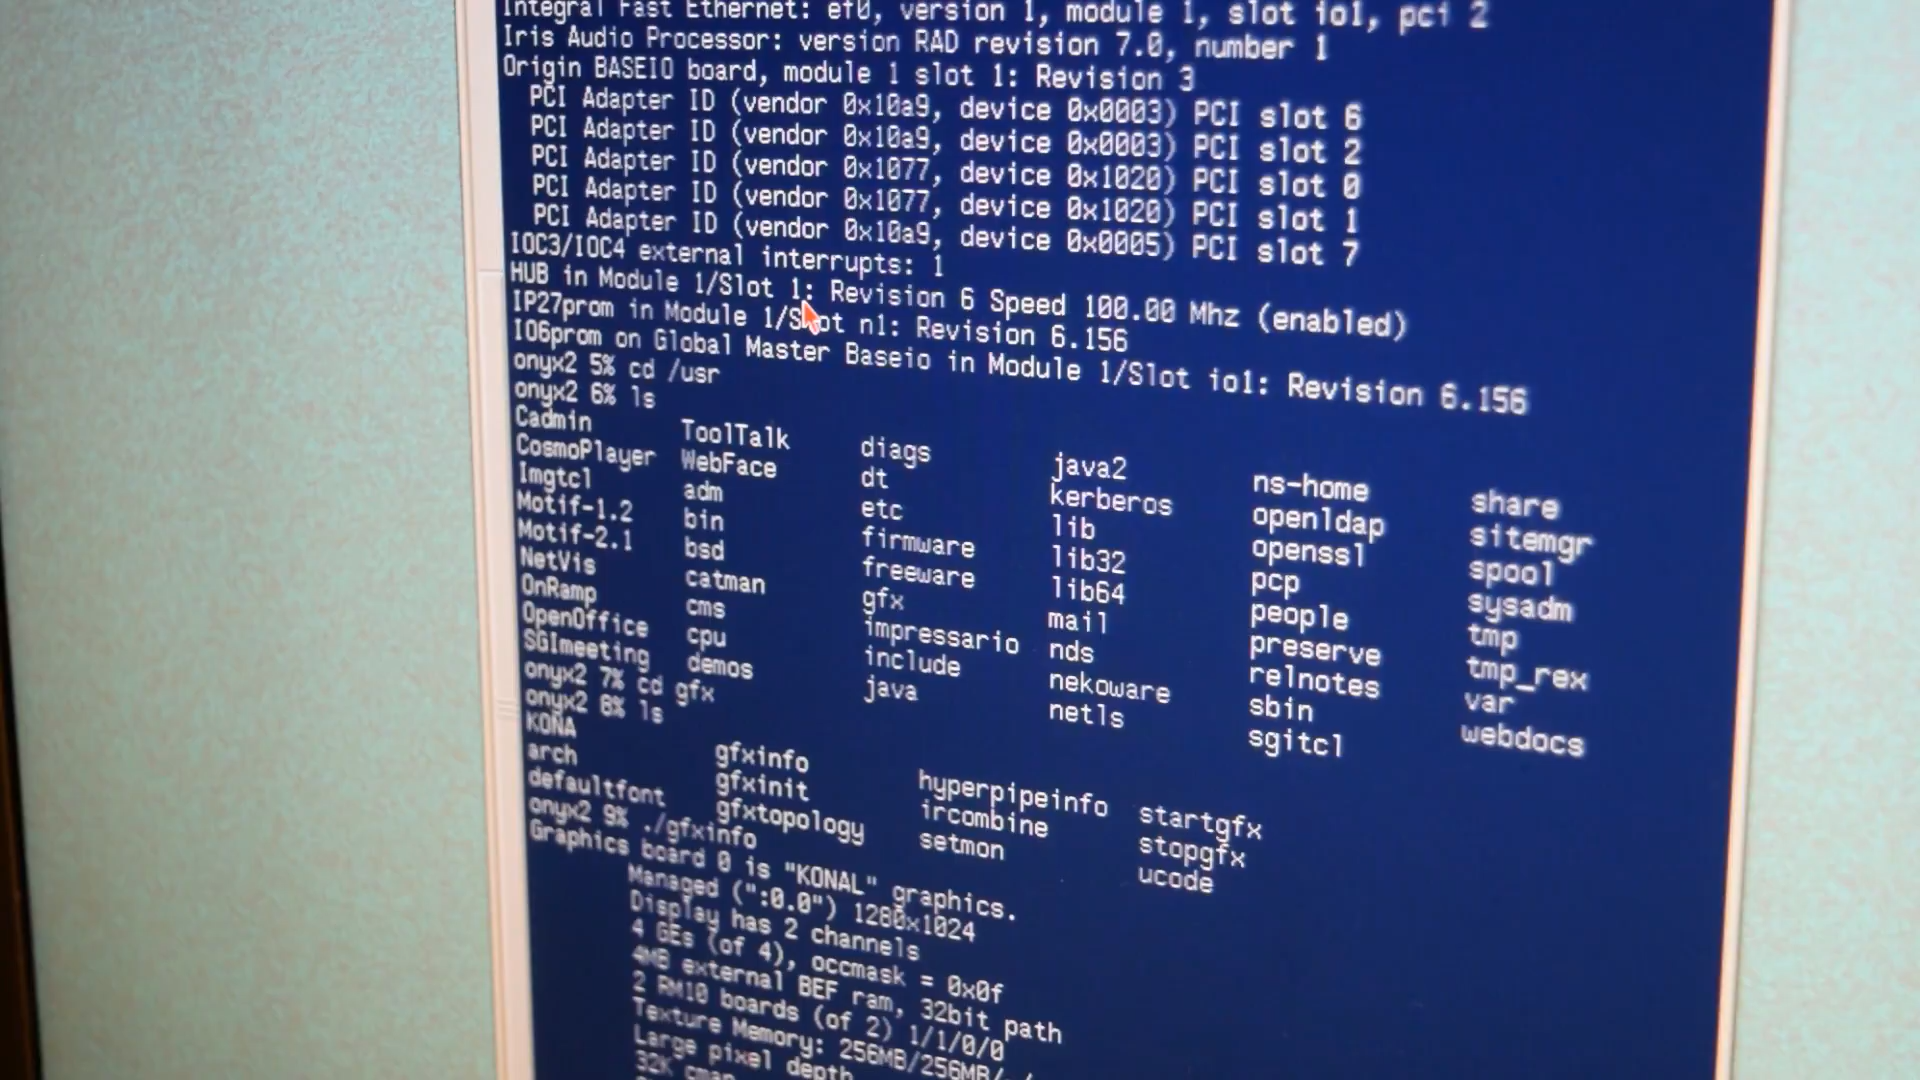 Integral Fast Ethernet: ef0, version 1, module 1, slot io1, pci 2
Iris Audio Processor: version RAD revision 7.0, number 1
Origin BASEIO board, module 1 slot 1: Revision 3
PCI Adapter ID (vendor 0x10a9, device 0x0003) PCI slot 6
PCI Adapter ID (vendor 0x10a9, device 0x0003) PCI slot 2
PCI Adapter ID (vendor 0x1077, device 0x1020) PCI slot 0
PCI Adapter ID (vendor 0x1077, device 0x1020) PCI slot 1
PCI Adapter ID (vendor 0x10a9, device 0x0005) PCI slot 7
IOC3/IOC4 external interrupts: 1
HUB in Module 1/Slot 1: Revision 6 Speed 100.00 Mhz (enabled)
IP27prom in Module 1/Slot n1: Revision 6.156
IO6prom on Global Master Baseio in Module 1/Slot io1: Revision 6.156
onyx2 5% cd /usr
onyx2 6% ls
Cadmin ToolTalk diags java2 ns-home share
CosmoPlayer WebFace dt kerberos openldap sitemgr
Imgtcl adm etc lib openssl spool
Motif-1.2 bin firmware lib32 pcp sysadm
Motif-2.1 bsd freeware lib64 people tmp
NetVis catman gfx mail preserve tmp_rex
OnRamp cms impressario nds relnotes var
OpenOffice cpu include nekoware sbin webdocs
SGImeeting demos java netls sgitcl
onyx2 7% cd gfx
onyx2 8% ls
KONA gfxinfo hyperpipeinfo startgfx
arch gfxinit ircombine stopgfx
defaultfont gfxtopology setmon ucode
onyx2 9% ./gfxinfo
Graphics board 0 is "KONAL" graphics.
Managed (":0.0") 1280x1024
Display has 2 channels
4 GEs (of 4), occmask = 0x0f
4MB external BEF ram, 32bit path
2 RM10 boards (of 2) 1/1/0/0
Texture Memory: 256MB/256MB/
Large pixel depth
32K cmap